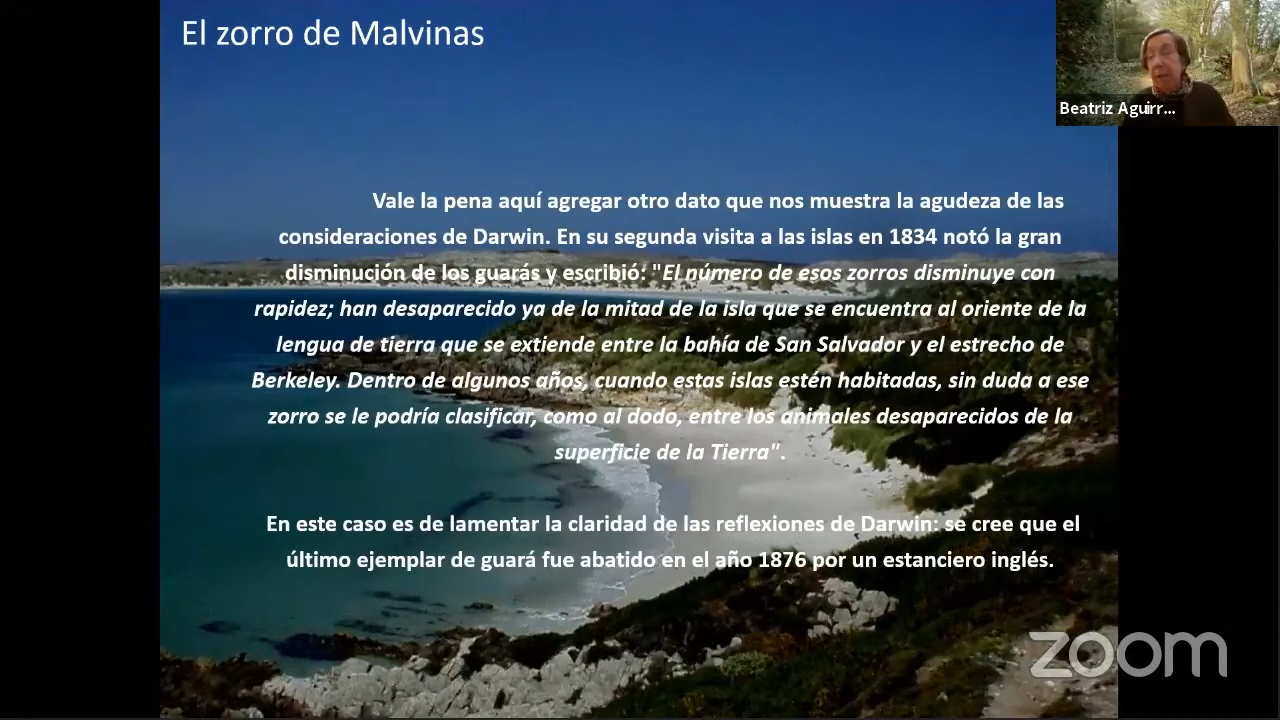 El zorro de Malvinas
Beatriz Aguirr...
Vale la pena aquí agregar otro dato que nos muestra la agudeza de las
consideraciones de Darwin. En su segunda visita a las islas en 1834 notó la gran
disminución de los guarás y escribió: "El número de esos zorros disminuye con
rapidez; han desaparecido ya de la mitad de la isla que se encuentra al oriente de la
lengua de tierra que se extiende entre la bahía de San Salvador y el estrecho de
Berkeley. Dentro de algunos años, cuando estas islas estén habitadas, sin duda a ese
zorro se le podría clasificar, como al dodo, entre los animales desaparecidos de la
superficie de la Tierra".
En este caso es de lamentar la claridad de las reflexiones de Darwin: se cree que el
último ejemplar de guará fue abatido en el año 1876 por un estanciero inglés.
zoom